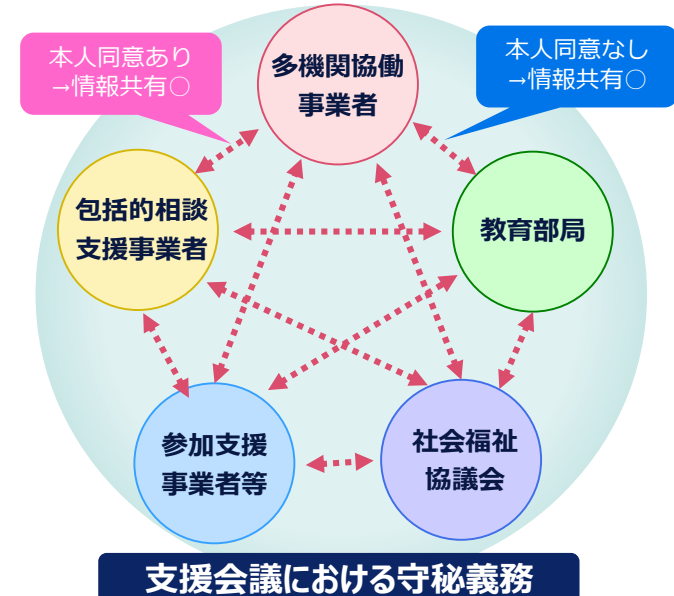 本人同意あり
→情報共有○
多機関協働
事業者
本人同意なし
→情報共有○
包括的相談
支援事業者
教育部局
参加支援
事業者等
社会福祉
協議会
支援会議における守秘義務